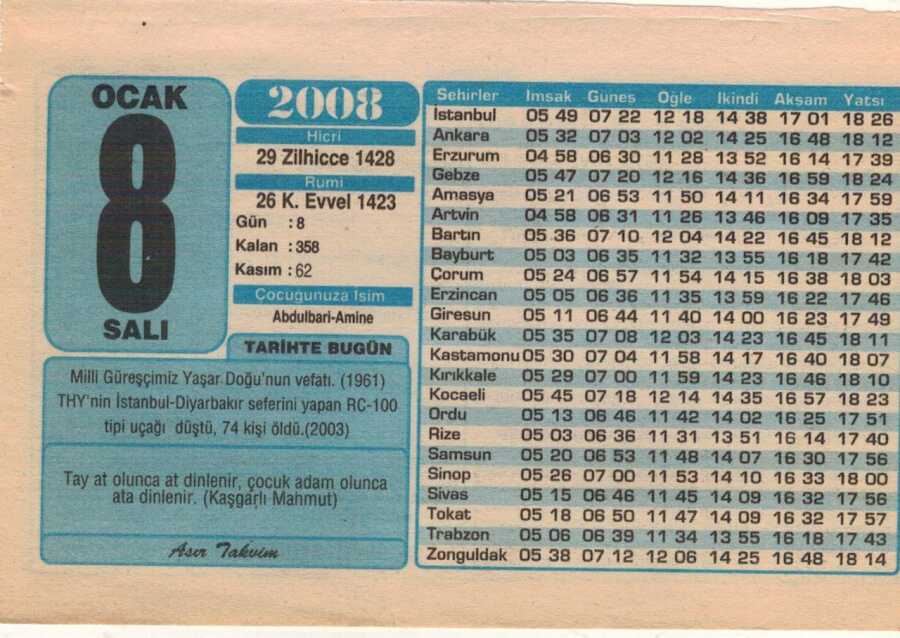 OCAK
8
SALI
2008
Hicri
29 Zilhicce 1428
Rumi
26 K. Evvel 1423
Gün : 8
Kalan : 358
Kasım : 62
Çocuğunuza İsim
Abdulbari-Amine
TARİHTE BUGÜN
Milli Güreşçimiz Yaşar Doğu'nun vefatı. (1961)
THY'nin İstanbul-Diyarbakır seferini yapan RC-100
tipi uçağı düştü, 74 kişi öldü.(2003)
Tay at olunca at dinlenir, çocuk adam olunca
ata dinlenir. (Kaşgarlı Mahmut)
Asır Takvim
Şehirler İmsak Güneş Öğle İkindi Akşam Yatsı
İstanbul 05 49 07 22 12 18 14 38 17 01 18 26
Ankara 05 32 07 03 12 02 14 25 16 48 18 12
Erzurum 04 58 06 30 11 28 13 52 16 14 17 39
Gebze 05 47 07 20 12 16 14 36 16 59 18 24
Amasya 05 21 06 53 11 50 14 11 16 34 17 59
Artvin 04 58 06 31 11 26 13 46 16 09 17 35
Bartın 05 36 07 10 12 04 14 22 16 45 18 12
Bayburt 05 03 06 35 11 32 13 55 16 18 17 42
Çorum 05 24 06 57 11 54 14 15 16 38 18 03
Erzincan 05 05 06 36 11 35 13 59 16 22 17 46
Giresun 05 11 06 44 11 40 14 00 16 23 17 49
Karabük 05 35 07 08 12 03 14 23 16 45 18 11
Kastamonu 05 30 07 04 11 58 14 17 16 40 18 07
Kırıkkale 05 29 07 00 11 59 14 23 16 46 18 10
Kocaeli 05 45 07 18 12 14 14 35 16 57 18 23
Ordu 05 13 06 46 11 42 14 02 16 25 17 51
Rize 05 03 06 36 11 31 13 51 16 14 17 40
Samsun 05 20 06 53 11 48 14 07 16 30 17 56
Sinop 05 26 07 00 11 53 14 10 16 33 18 00
Sivas 05 15 06 46 11 45 14 09 16 32 17 56
Tokat 05 18 06 50 11 47 14 09 16 32 17 57
Trabzon 05 06 06 39 11 34 13 55 16 18 17 43
Zonguldak 05 38 07 12 12 06 14 25 16 48 18 14